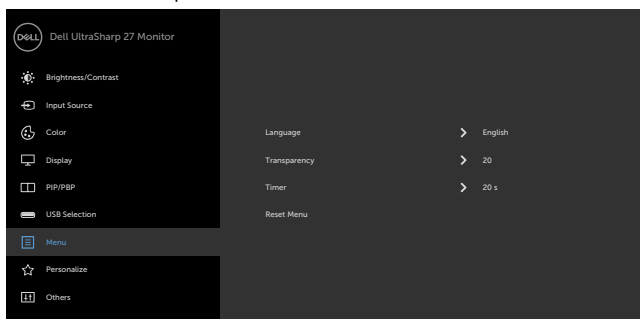 DELL
Dell UltraSharp 27 Monitor
Brightness/Contrast
Input Source
Color
Language English
Display
Transparency 20
PIP/PBP
Timer 20 s
USB Selection
Reset Menu
Menu
Personalize
Others